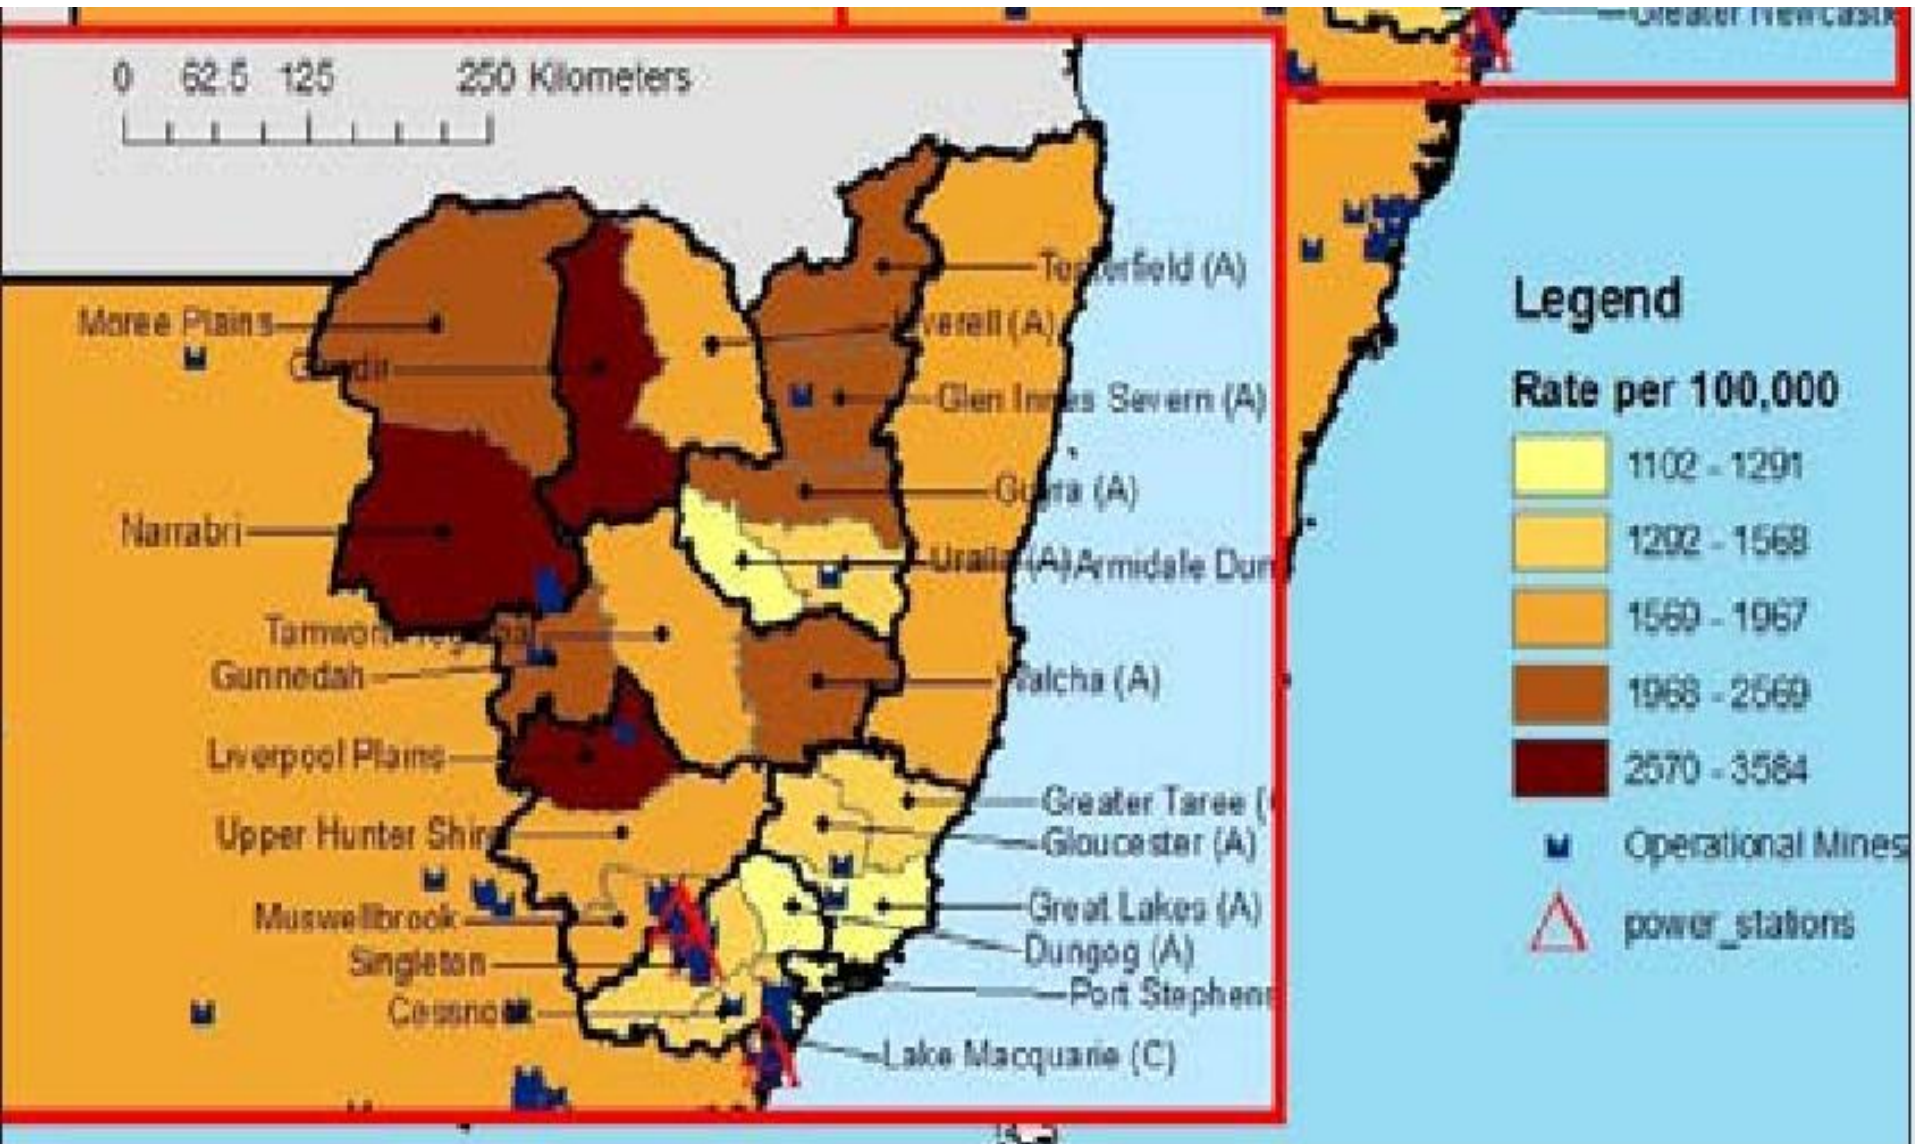 Greater Newcastle
0 62.5 125 250 Kilometers
Tenterfield (A)
Moree Plains
Inverell (A)
Gwydir
Glen Innes Severn (A)
Guyra (A)
Narrabri
Uralla (A) Armidale Dum
Tamworth Regional
Gunnedah
Walcha (A)
Liverpool Plains
Greater Taree (
Upper Hunter Shire
Gloucester (A)
Muswellbrook
Great Lakes (A)
Dungog (A)
Singleton
Port Stephens
Cessnock
Lake Macquarie (C)
Legend
Rate per 100,000
1102 - 1291
1292 - 1568
1569 - 1967
1968 - 2569
2570 - 3584
Operational Mines
power_stations